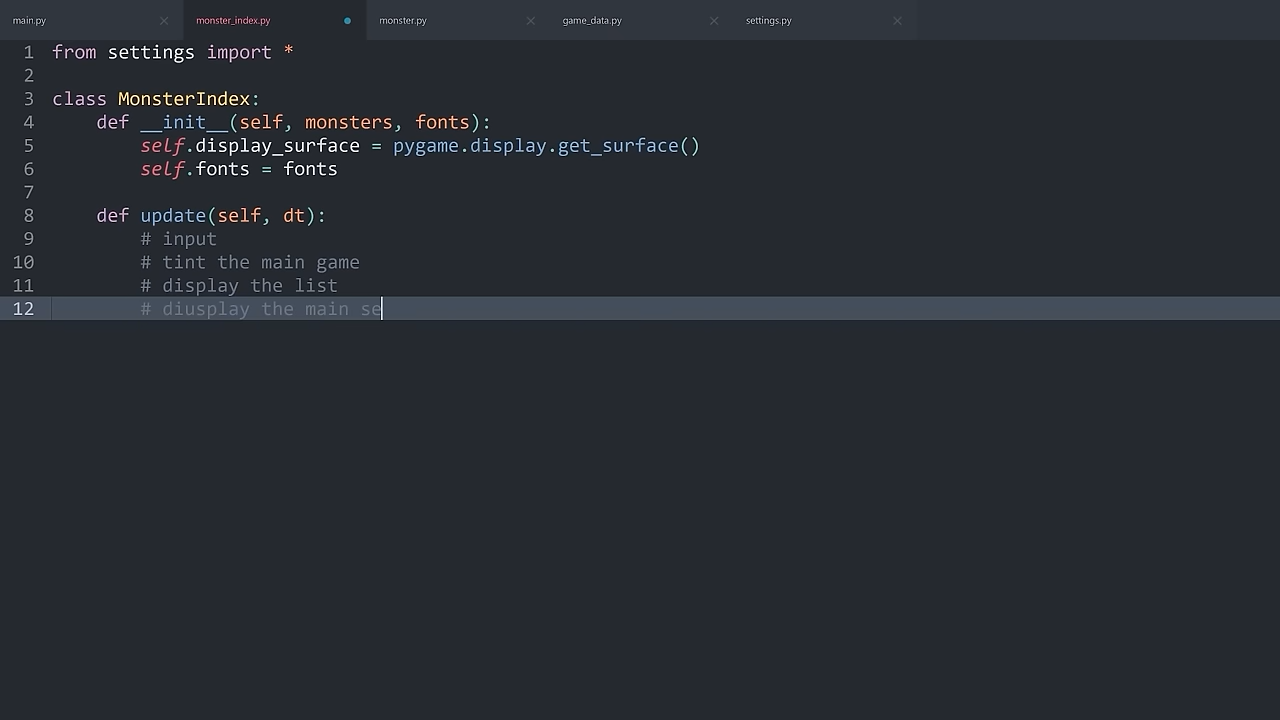 main.py
monster_index.py
monster.py
game_data.py
settings.py
1 from settings import *
2
3 class MonsterIndex:
4 def __init__(self, monsters, fonts):
5 self.display_surface = pygame.display.get_surface()
6 self.fonts = fonts
7
8 def update(self, dt):
9 # input
10 # tint the main game
11 # display the list
12 # diusplay the main se